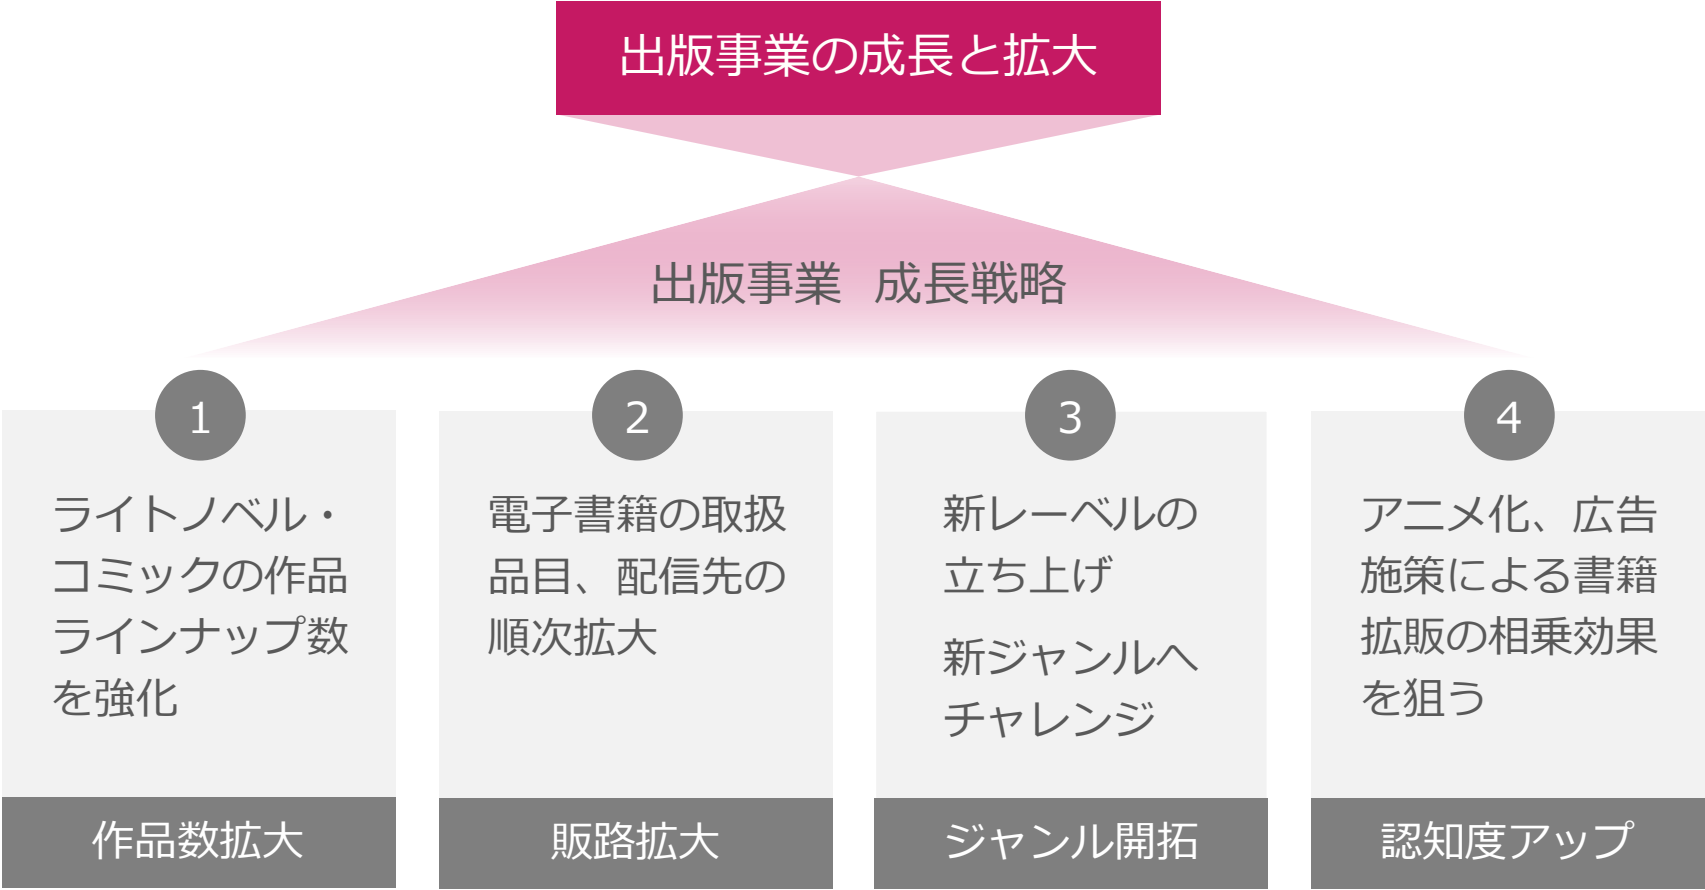 出版事業の成長と拡大
出版事業　成長戦略
1
ライトノベル・
コミックの作品
ラインナップ数
を強化
作品数拡大
2
電子書籍の取扱
品目、配信先の
順次拡大
販路拡大
3
新レーベルの
立ち上げ
新ジャンルへ
チャレンジ
ジャンル開拓
4
アニメ化、広告
施策による書籍
拡販の相乗効果
を狙う
認知度アップ